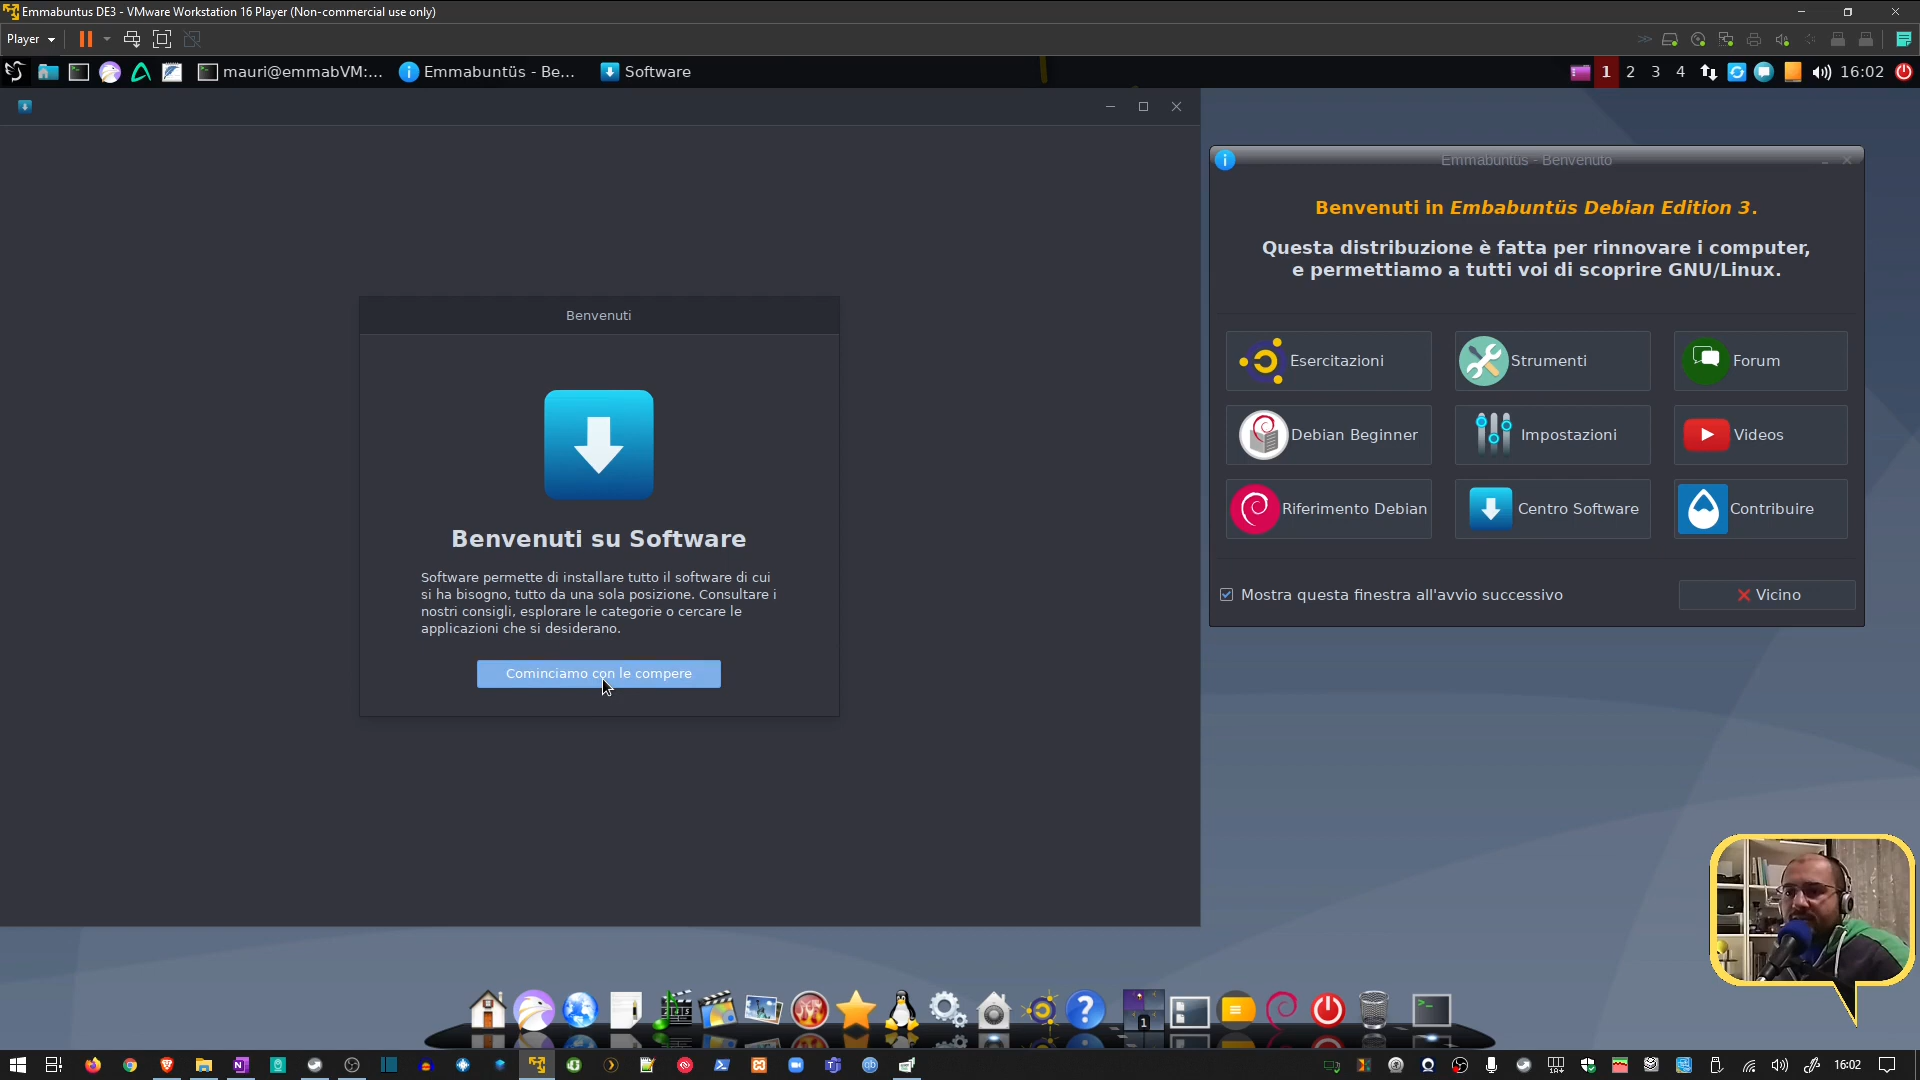 Emmabuntus DE3 - VMware Workstation 16 Player (Non-commercial use only)
Player
mauri@emmabVM:...
Emmabuntüs - Be...
Software
1
2
3
4
16:02
Benvenuti
Benvenuti su Software
Software permette di installare tutto il software di cui
si ha bisogno, tutto da una sola posizione. Consultare i
nostri consigli, esplorare le categorie o cercare le
applicazioni che si desiderano.
Cominciamo con le compere
Emmabuntüs - Benvenuto
Benvenuti in Embabuntüs Debian Edition 3.
Questa distribuzione è fatta per rinnovare i computer,
e permettiamo a tutti voi di scoprire GNU/Linux.
Esercitazioni
Strumenti
Forum
Debian Beginner
Impostazioni
Videos
Riferimento Debian
Centro Software
Contribuire
Mostra questa finestra all'avvio successivo
Vicino
1
16:02